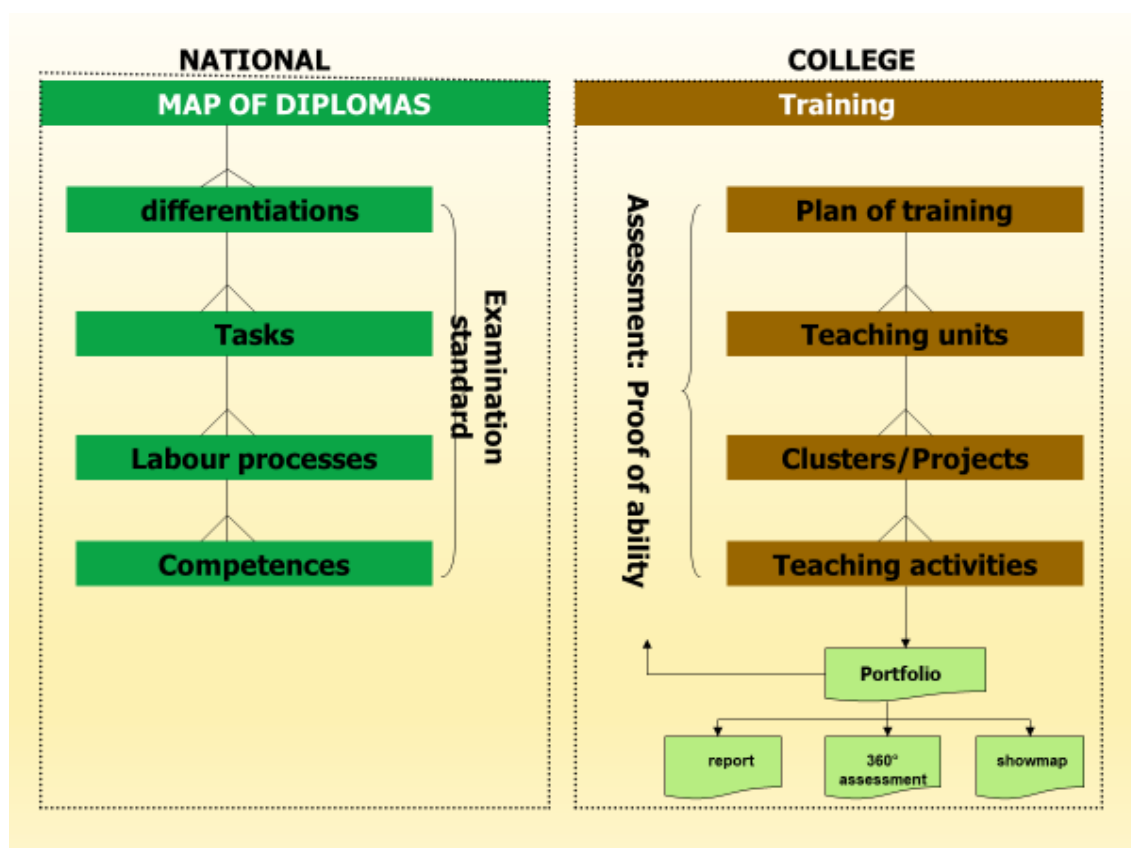 NATIONAL
MAP OF DIPLOMAS
differentiations
Tasks
Labour processes
Competences
Examination
standard
COLLEGE
Training
Assessment: Proof of ability
Plan of training
Teaching units
Clusters/Projects
Teaching activities
Portfolio
report
360°
assessment
showmap